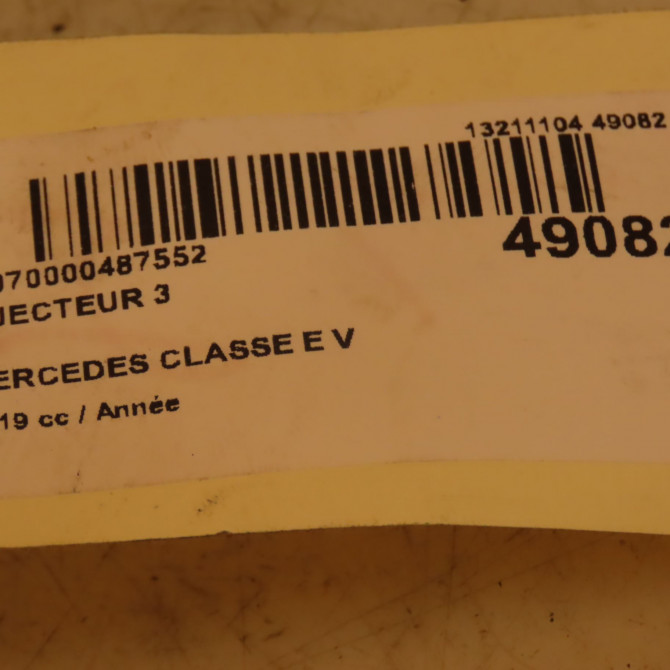 13211104 49082
070000487552
49082
JECTEUR 3
ERCEDES CLASSE E V
19 cc / Année